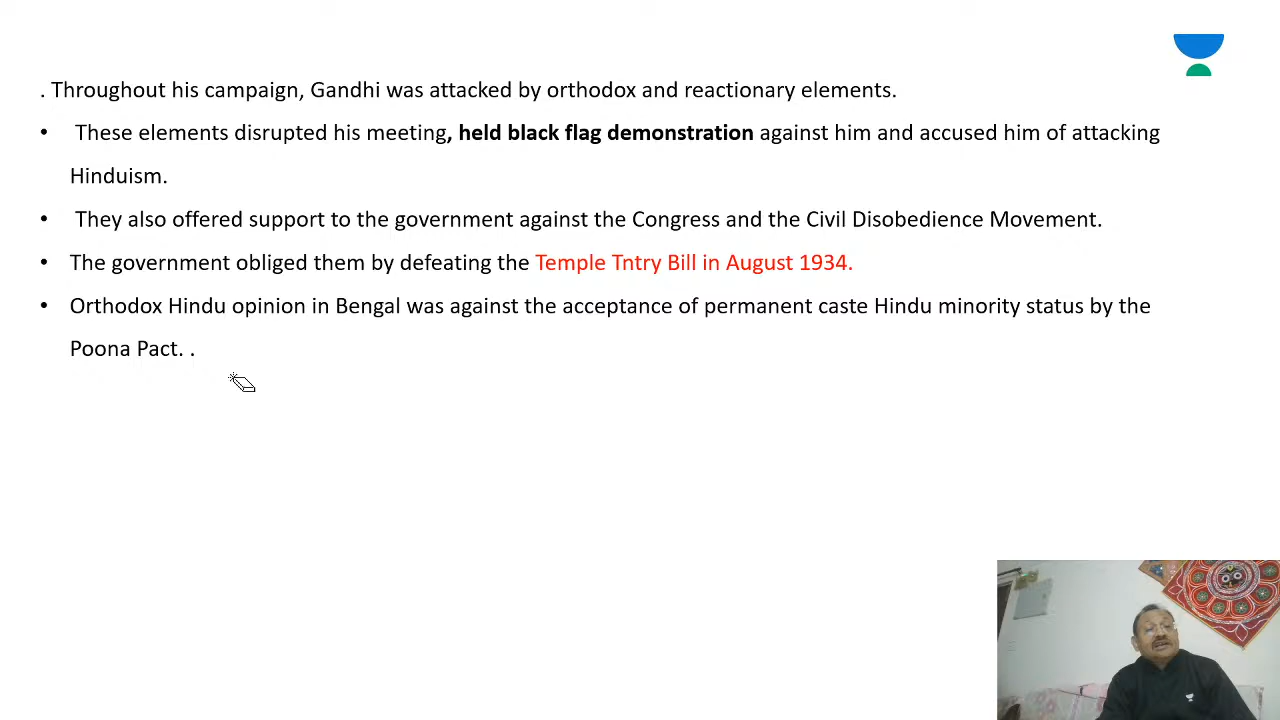 . Throughout his campaign, Gandhi was attacked by orthodox and reactionary elements.
• These elements disrupted his meeting, held black flag demonstration against him and accused him of attacking
Hinduism.
• They also offered support to the government against the Congress and the Civil Disobedience Movement.
• The government obliged them by defeating the Temple Tntry Bill in August 1934.
• Orthodox Hindu opinion in Bengal was against the acceptance of permanent caste Hindu minority status by the
Poona Pact. .